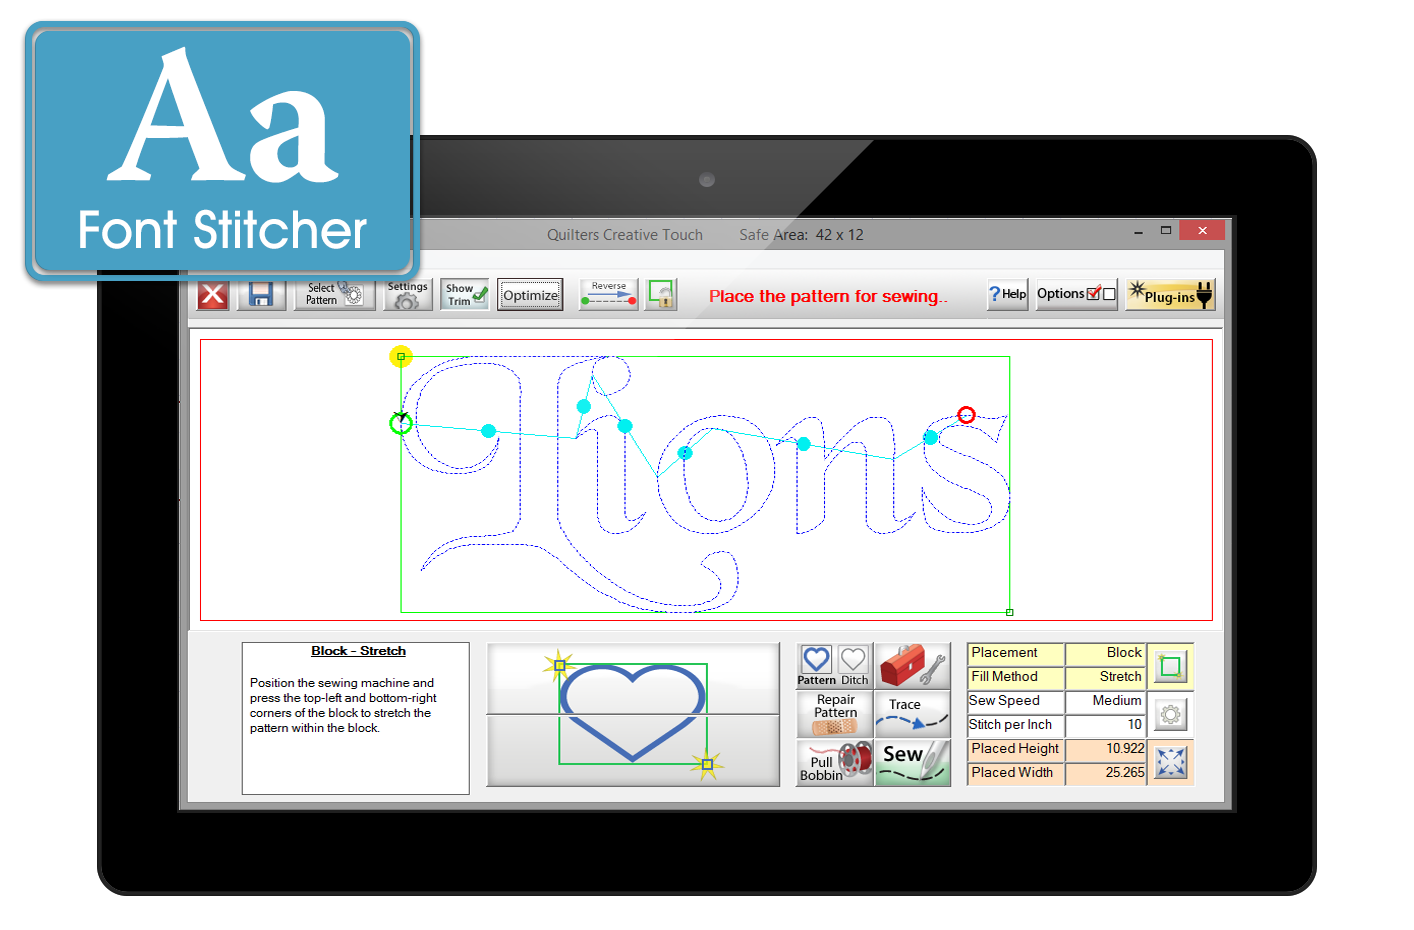 Aa
Font Stitcher
Quilters Creative Touch Safe Area: 42 x 12
Select Pattern
Settings
Show Trim
Optimize
Reverse
Place the pattern for sewing..
?Help
Options
Plug-ins
Lions
Block - Stretch
Position the sewing machine and
press the top-left and bottom-right
corners of the block to stretch the
pattern within the block.
Pattern Ditch
Repair Pattern
Trace
Pull Bobbin
Sew
Placement Block
Fill Method Stretch
Sew Speed Medium
Stitch per Inch 10
Placed Height 10.922
Placed Width 25.265